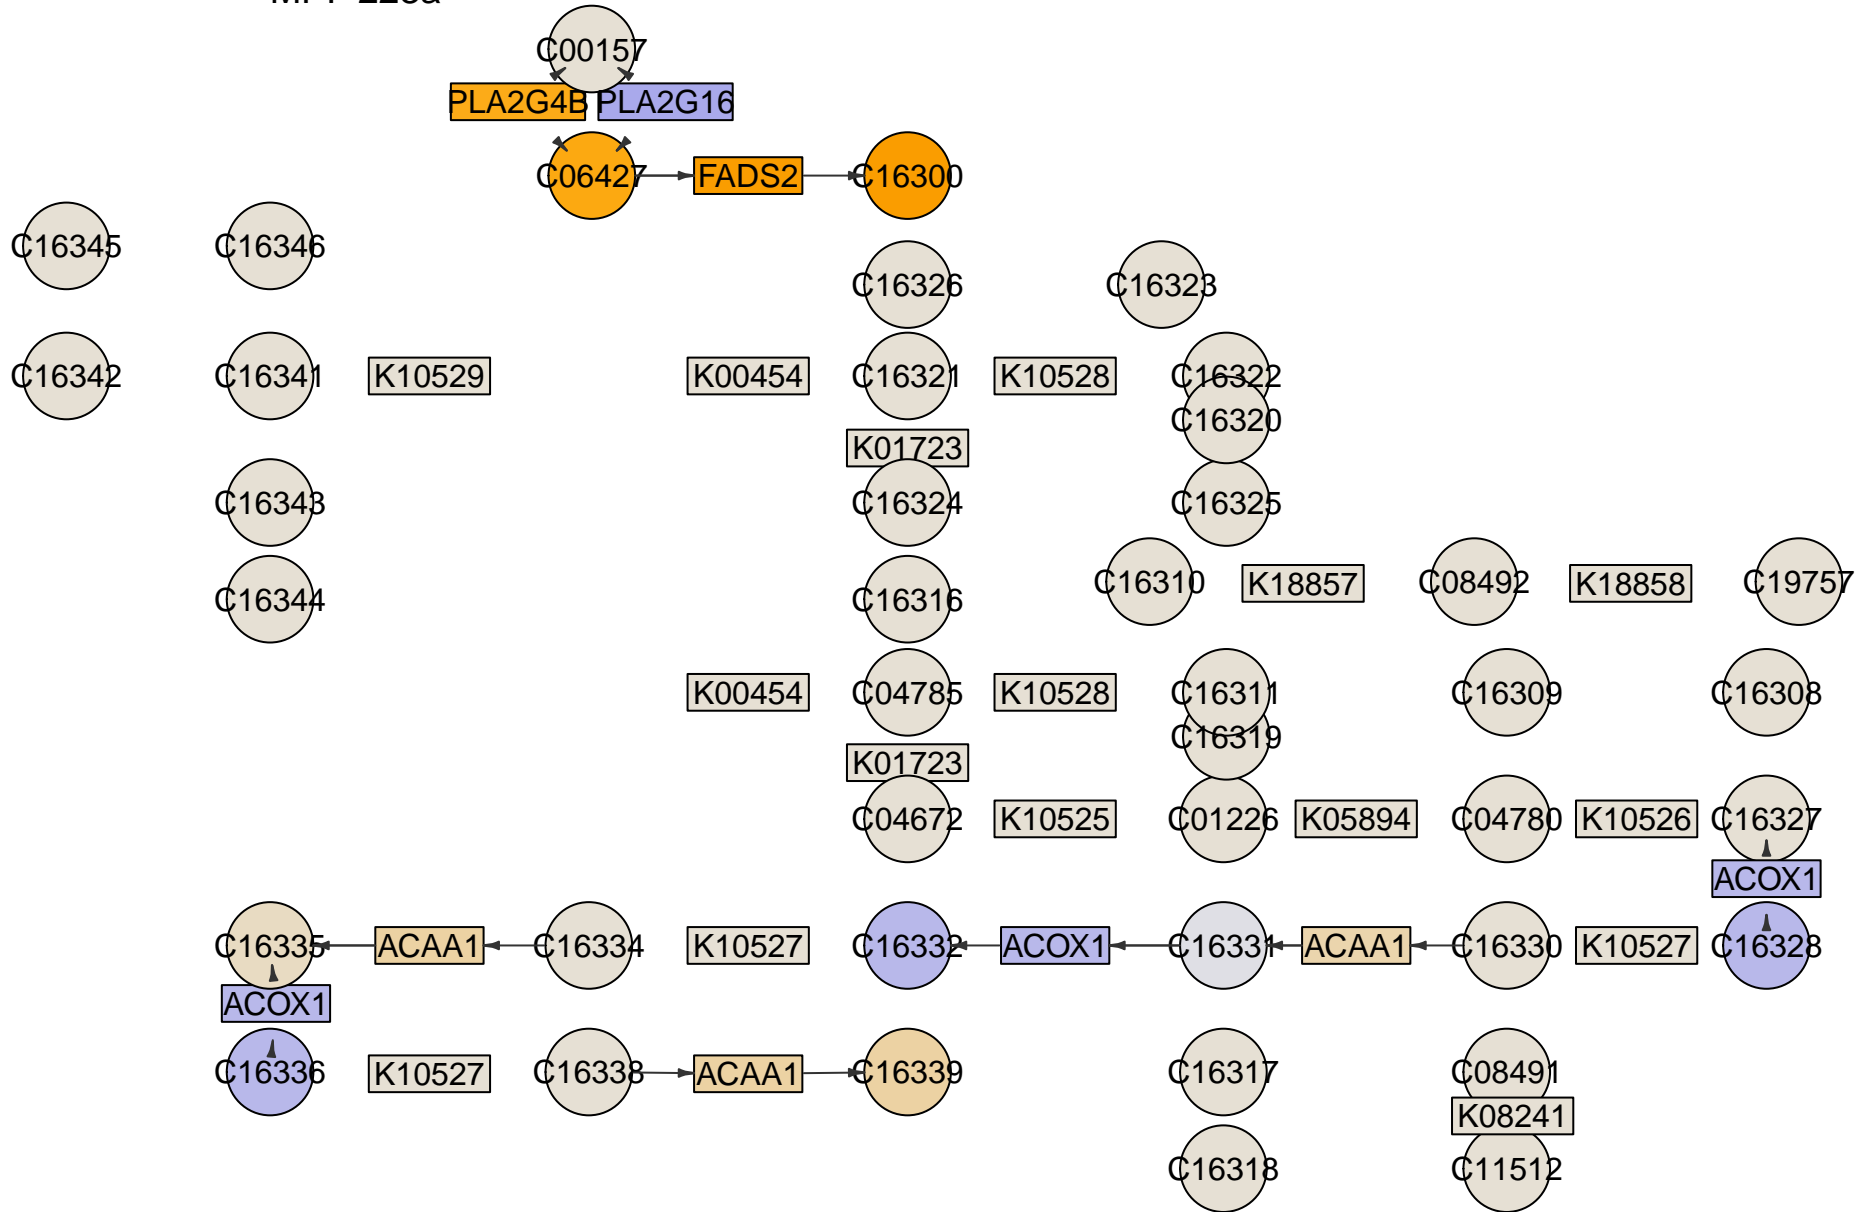 C00157
PLA2G4B PLA2G16
C06427 FADS2 C16300
C16345 C16346
C16326 C16323
C16342 C16341 K10529 K00454 C16321 K10528 C16322
C16320
K01723
C16343 C16324 C16325
C16310 K18857 C08492 K18858 C19757
C16344 C16316
K00454 C04785 K10528 C16311 C16309 C16308
C16319
K01723
C04672 K10525 C01226 K05894 C04780 K10526 C16327
ACOX1
C16335 ACAA1 C16334 K10527 C16332 ACOX1 C16331 ACAA1 C16330 K10527 C16328
ACOX1
C16336 K10527 C16338 ACAA1 C16339 C16317 C08491
K08241
C16318 C11512